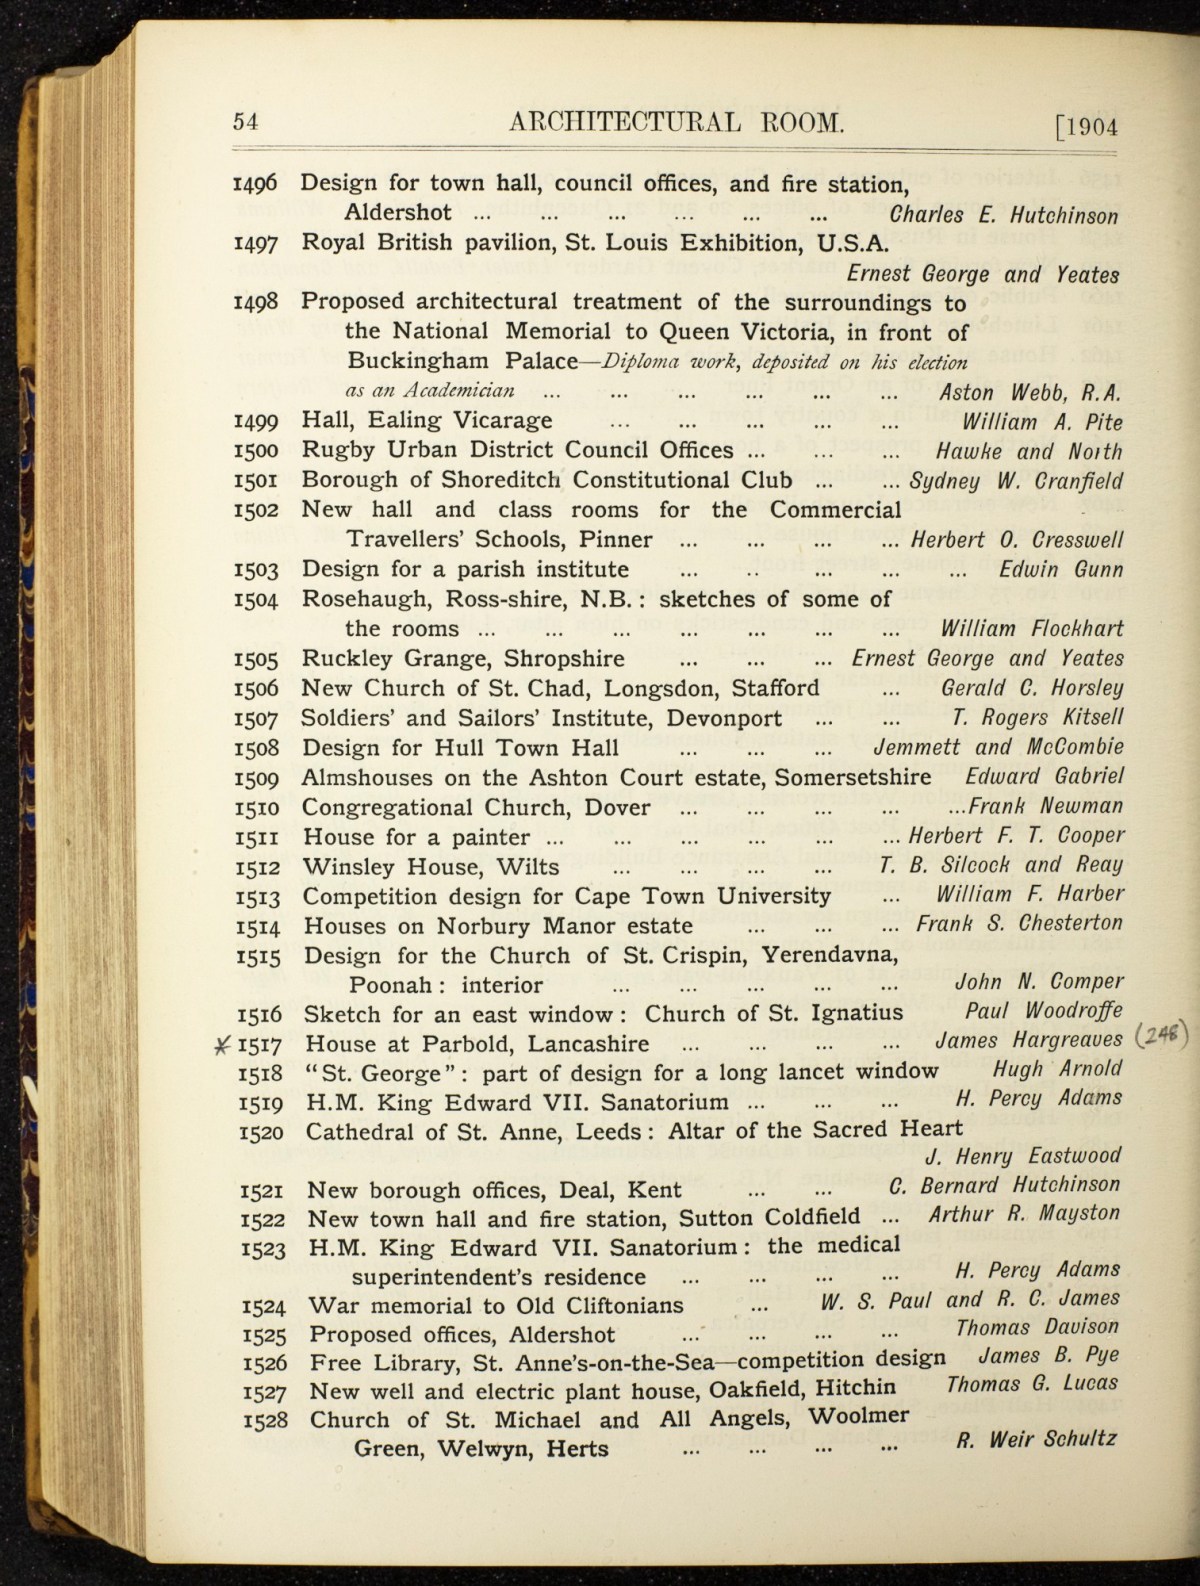 54 ARCHITECTURAL ROOM. [1904
1496 Design for town hall, council offices, and fire station,
Aldershot ... ... ... ... ... ... Charles E. Hutchinson
1497 Royal British pavilion, St. Louis Exhibition, U.S.A.
Ernest George and Yeates
1498 Proposed architectural treatment of the surroundings to
the National Memorial to Queen Victoria, in front of
Buckingham Palace—Diploma work, deposited on his election
as an Academician ... ... ... ... ... ... Aston Webb, R.A.
1499 Hall, Ealing Vicarage ... ... ... ... ... William A. Pite
1500 Rugby Urban District Council Offices ... ... ... Hawke and North
1501 Borough of Shoreditch Constitutional Club ... ... Sydney W. Cranfield
1502 New hall and class rooms for the Commercial
Travellers' Schools, Pinner ... ... ... ... Herbert O. Cresswell
1503 Design for a parish institute ... .. ... ... ... Edwin Gunn
1504 Rosehaugh, Ross-shire, N.B. : sketches of some of
the rooms ... ... ... ... ... ... ... William Flockhart
1505 Ruckley Grange, Shropshire ... ... ... Ernest George and Yeates
1506 New Church of St. Chad, Longsdon, Stafford ... Gerald C. Horsley
1507 Soldiers' and Sailors' Institute, Devonport ... ... T. Rogers Kitsell
1508 Design for Hull Town Hall ... ... ... Jemmett and McCombie
1509 Almshouses on the Ashton Court estate, Somersetshire Edward Gabriel
1510 Congregational Church, Dover ... ... ... ... ...Frank Newman
1511 House for a painter ... ... ... ... ... ... Herbert F. T. Cooper
1512 Winsley House, Wilts ... ... ... ... T. B. Silcock and Reay
1513 Competition design for Cape Town University ... William F. Harber
1514 Houses on Norbury Manor estate ... ... ... Frank S. Chesterton
1515 Design for the Church of St. Crispin, Yerendavna,
Poonah : interior ... ... ... ... ... John N. Comper
1516 Sketch for an east window : Church of St. Ignatius Paul Woodroffe
* 1517 House at Parbold, Lancashire ... ... ... ... James Hargreaves (248)
1518 "St. George" : part of design for a long lancet window Hugh Arnold
1519 H.M. King Edward VII. Sanatorium ... ... ... H. Percy Adams
1520 Cathedral of St. Anne, Leeds : Altar of the Sacred Heart
J. Henry Eastwood
1521 New borough offices, Deal, Kent ... ... C. Bernard Hutchinson
1522 New town hall and fire station, Sutton Coldfield ... Arthur R. Mayston
1523 H.M. King Edward VII. Sanatorium : the medical
superintendent's residence ... ... ... ... H. Percy Adams
1524 War memorial to Old Cliftonians ... W. S. Paul and R. C. James
1525 Proposed offices, Aldershot ... ... ... ... Thomas Davison
1526 Free Library, St. Anne's-on-the-Sea—competition design James B. Pye
1527 New well and electric plant house, Oakfield, Hitchin Thomas G. Lucas
1528 Church of St. Michael and All Angels, Woolmer
Green, Welwyn, Herts ... ... ... ... R. Weir Schultz